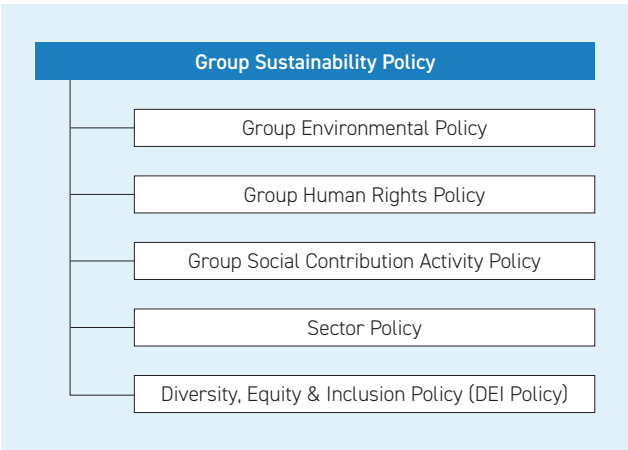 Group Sustainability Policy
Group Environmental Policy
Group Human Rights Policy
Group Social Contribution Activity Policy
Sector Policy
Diversity, Equity & Inclusion Policy (DEI Policy)